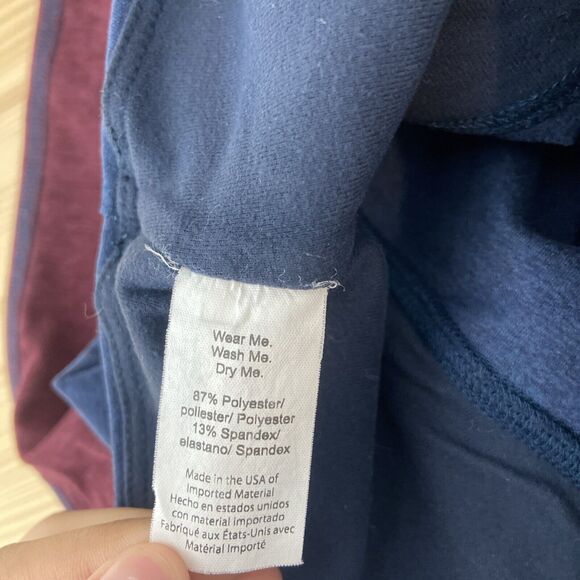 Wear Me.
Wash Me.
Dry Me.
87% Polyester/
poliester/ Polyester
13% Spandex/
elastano/ Spandex
Made in the USA of
Imported Material
Hecho en estados unidos
con material Importado
Fabriqué aux États-Unis avec
Matérial Importé